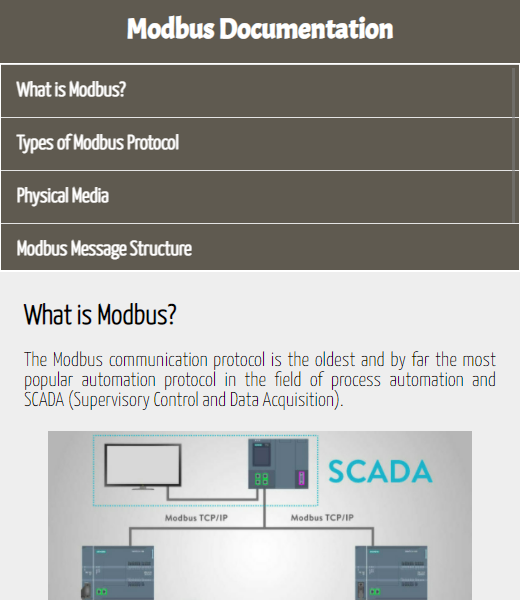 Modbus Documentation
What is Modbus?
Types of Modbus Protocol
Physical Media
Modbus Message Structure
What is Modbus?
The Modbus communication protocol is the oldest and by far the most
popular automation protocol in the field of process automation and
SCADA (Supervisory Control and Data Acquisition).
SCADA
Modbus TCP/IP
Modbus TCP/IP